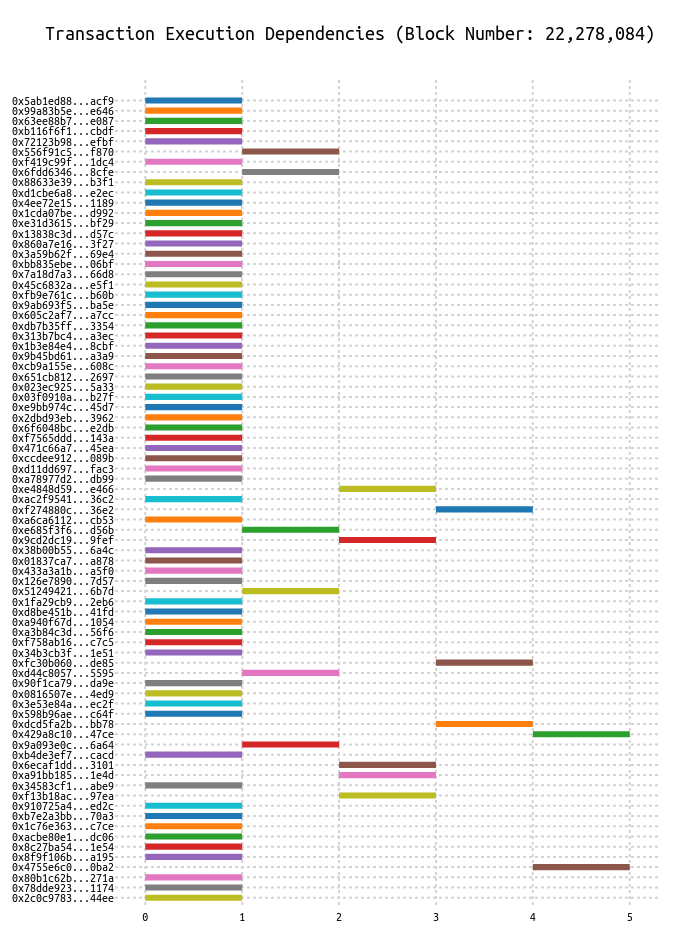 Transaction Execution Dependencies (Block Number: 22,278,084)
0x5ab1ed88...acf9
0x99a83b5e...e646
0x63ee88b7...e087
0xb116f6f1...cbdf
0x72123b98...efbf
0x556f91c5...f870
0xf419c99f...1dc4
0x6fdd6346...8cfe
0x88633e39...b3f1
0xd1cbe6a8...e2ec
0x4ee72e15...1189
0x1cda07be...d992
0xe31d3615...bf29
0x13838c3d...d57c
0x860a7e16...3f27
0x3a59b62f...69e4
0xbb835ebe...06bf
0x7a18d7a3...66d8
0x45c6832a...e5f1
0xfb9e761c...b60b
0x9ab693f5...ba5e
0x605c2af7...a7cc
0xdb7b35ff...3354
0x313b7bc4...a3ec
0x1b3e84e4...8cbf
0x9b45bd61...a3a9
0xcb9a155e...608c
0x651cb812...2697
0x023ec925...5a33
0x03f0910a...b27f
0xe9bb974c...45d7
0x2dbd93eb...3962
0x6f6048bc...e2db
0xf7565ddd...143a
0x471c66a7...45ea
0xccdee912...089b
0xd11dd697...fac3
0xa78977d2...db99
0xe4848d59...e466
0xac2f9541...36c2
0xf274880c...36e2
0xa6ca6112...cb53
0xe685f3f6...d56b
0x9cd2dc19...9fef
0x38b00b55...6a4c
0x01837ca7...a878
0x433a3a1b...a5f0
0x126e7890...7d57
0x51249421...6b7d
0x1fa29cb9...2eb6
0xd8be451b...41fd
0xa940f67d...1054
0xa3b84c3d...56f6
0xf758ab16...c7c5
0x34b3cb3f...1e51
0xfc30b060...de85
0xd44c8057...5595
0x90f1ca79...da9e
0x0816507e...4ed9
0x3e53e84a...ec2f
0x598b96ae...c64f
0xdcd5fa2b...bb78
0x429a8c10...47ce
0x9a093e0c...6a64
0xb4de3ef7...cacd
0x6ecaf1dd...3101
0xa91bb185...1e4d
0x34583cf1...abe9
0xf13b18ac...97ea
0x910725a4...ed2c
0xb7e2a3bb...70a3
0x1c76e363...c7ce
0xacbe80e1...dc06
0x8c27ba54...1e54
0x8f9f106b...a195
0x4755e6c0...0ba2
0x80b1c62b...271a
0x78dde923...1174
0x2c0c9783...44ee
0 1 2 3 4 5